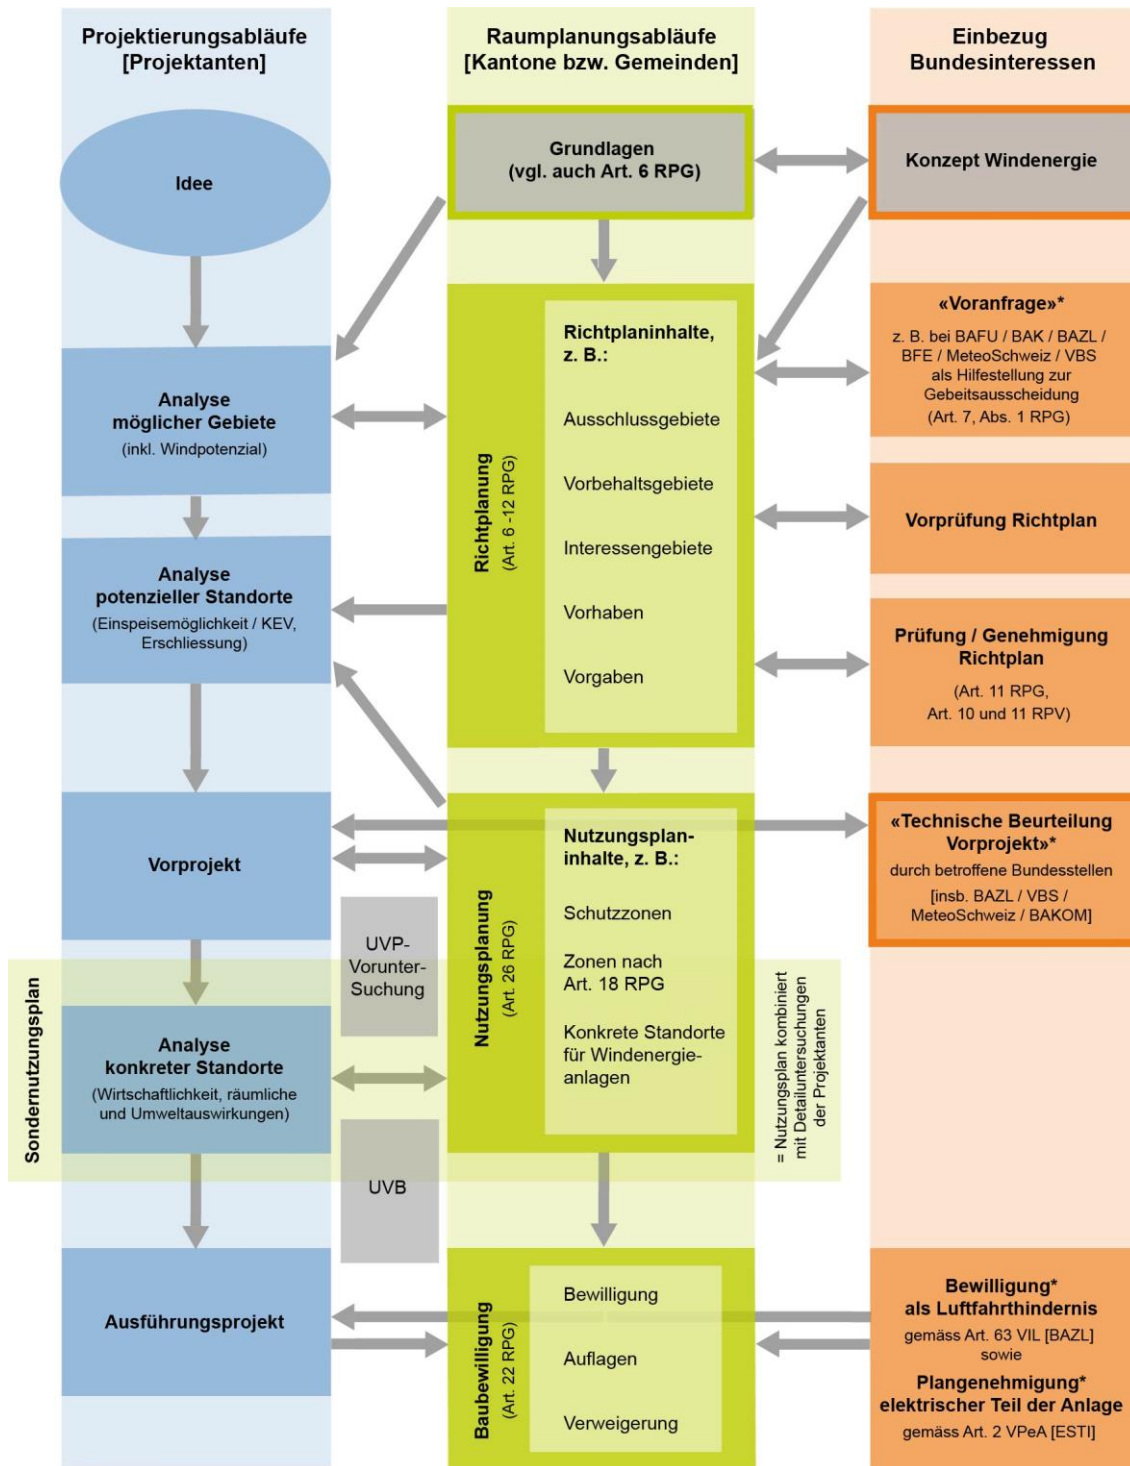 Projektierungsabläufe
[Projektanten]
Idee
Analyse
möglicher Gebiete
(inkl. Windpotenzial)
Analyse
potenzieller Standorte
(Einspeisemöglichkeit / KEV,
Erschliessung)
Vorprojekt
Sondernutzungsplan
Analyse
konkreter Standorte
(Wirtschaftlichkeit, räumliche
und Umweltauswirkungen)
Ausführungsprojekt
UVP-
Vorunter-
Suchung
UVB
Raumplanungsabläufe
[Kantone bzw. Gemeinden]
Grundlagen
(vgl. auch Art. 6 RPG)
Richtplanung
(Art. 6 -12 RPG)
Richtplaninhalte,
z. B.:
Ausschlussgebiete
Vorbehaltsgebiete
Interessengebiete
Vorhaben
Vorgaben
Nutzungsplanung
(Art. 26 RPG)
Nutzungsplan-
inhalte, z. B.:
Schutzzonen
Zonen nach
Art. 18 RPG
Konkrete Standorte
für Windenergie-
anlagen
= Nutzungsplan kombiniert
mit Detailuntersuchungen
der Projektanten
Baubewilligung
(Art. 22 RPG)
Bewilligung
Auflagen
Verweigerung
Einbezug
Bundesinteressen
Konzept Windenergie
«Voranfrage»*
z. B. bei BAFU / BAK / BAZL /
BFE / MeteoSchweiz / VBS
als Hilfestellung zur
Gebeitsausscheidung
(Art. 7, Abs. 1 RPG)
Vorprüfung Richtplan
Prüfung / Genehmigung
Richtplan
(Art. 11 RPG,
Art. 10 und 11 RPV)
«Technische Beurteilung
Vorprojekt»*
durch betroffene Bundesstellen
[insb. BAZL / VBS /
MeteoSchweiz / BAKOM]
Bewilligung*
als Luftfahrthindernis
gemäss Art. 63 VIL [BAZL]
sowie
Plangenehmigung*
elektrischer Teil der Anlage
gemäss Art. 2 VPeA [ESTI]